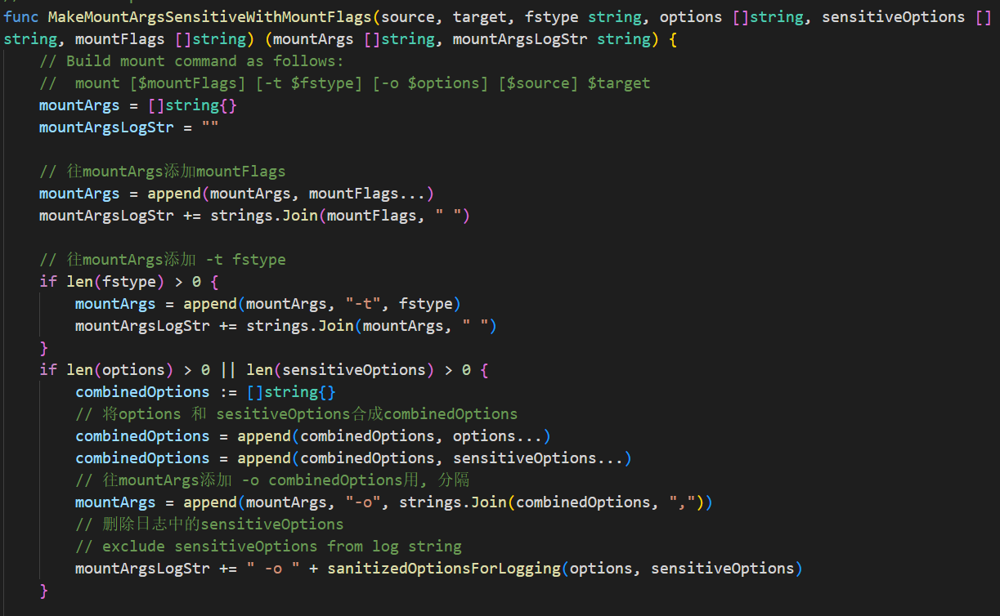 func MakeMountArgsSensitiveWithMountFlags(source, target, fstype string, options []string, sensitiveOptions []
string, mountFlags []string) (mountArgs []string, mountArgsLogStr string) {
    // Build mount command as follows:
    //  mount [$mountFlags] [-t $fstype] [-o $options] [$source] $target
    mountArgs = []string{}
    mountArgsLogStr = ""

    // 往mountArgs添加mountFlags
    mountArgs = append(mountArgs, mountFlags...)
    mountArgsLogStr += strings.Join(mountFlags, " ")

    // 往mountArgs添加 -t fstype
    if len(fstype) > 0 {
        mountArgs = append(mountArgs, "-t", fstype)
        mountArgsLogStr += strings.Join(mountArgs, " ")
    }
    if len(options) > 0 || len(sensitiveOptions) > 0 {
        combinedOptions := []string{}
        // 将options 和 sesitiveOptions合成combinedOptions
        combinedOptions = append(combinedOptions, options...)
        combinedOptions = append(combinedOptions, sensitiveOptions...)
        // 往mountArgs添加 -o combinedOptions用, 分隔
        mountArgs = append(mountArgs, "-o", strings.Join(combinedOptions, ","))
        // 删除日志中的sensitiveOptions
        // exclude sensitiveOptions from log string
        mountArgsLogStr += " -o " + sanitizedOptionsForLogging(options, sensitiveOptions)
    }